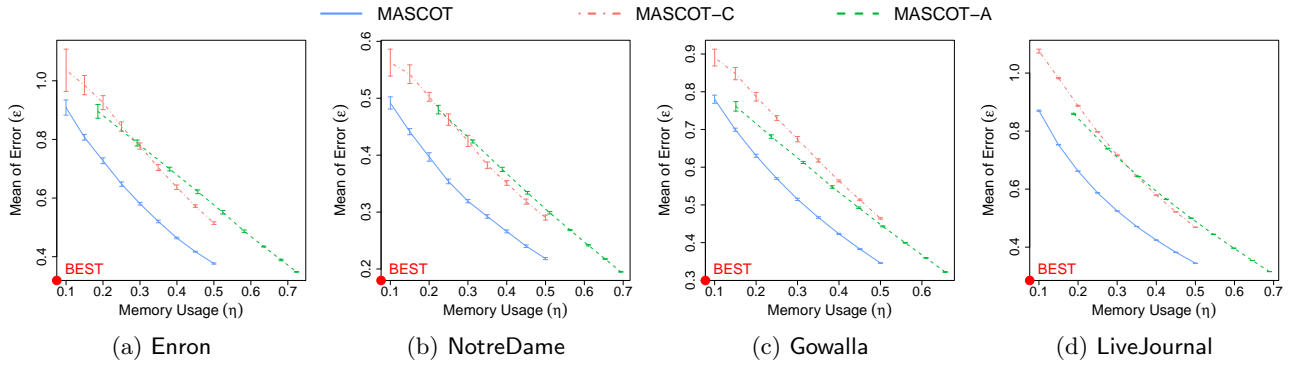 MASCOT MASCOT−C MASCOT−A
Mean of Error (ε)
0.4 0.6 0.8 1.0
BEST
0.1 0.2 0.3 0.4 0.5 0.6 0.7
Memory Usage (η)
(a) Enron
Mean of Error (ε)
0.2 0.3 0.4 0.5 0.6
BEST
0.1 0.2 0.3 0.4 0.5 0.6 0.7
Memory Usage (η)
(b) NotreDame
Mean of Error (ε)
0.3 0.4 0.5 0.6 0.7 0.8 0.9
BEST
0.1 0.2 0.3 0.4 0.5 0.6
Memory Usage (η)
(c) Gowalla
Mean of Error (ε)
0.4 0.6 0.8 1.0
BEST
0.1 0.2 0.3 0.4 0.5 0.6 0.7
Memory Usage (η)
(d) LiveJournal